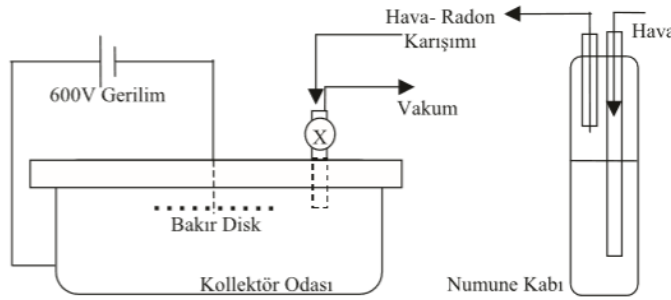 Hava- Radon
Karışımı
Hava
600V Gerilim
Vakum
X
Bakır Disk
Kollektör Odası
Numune Kabı